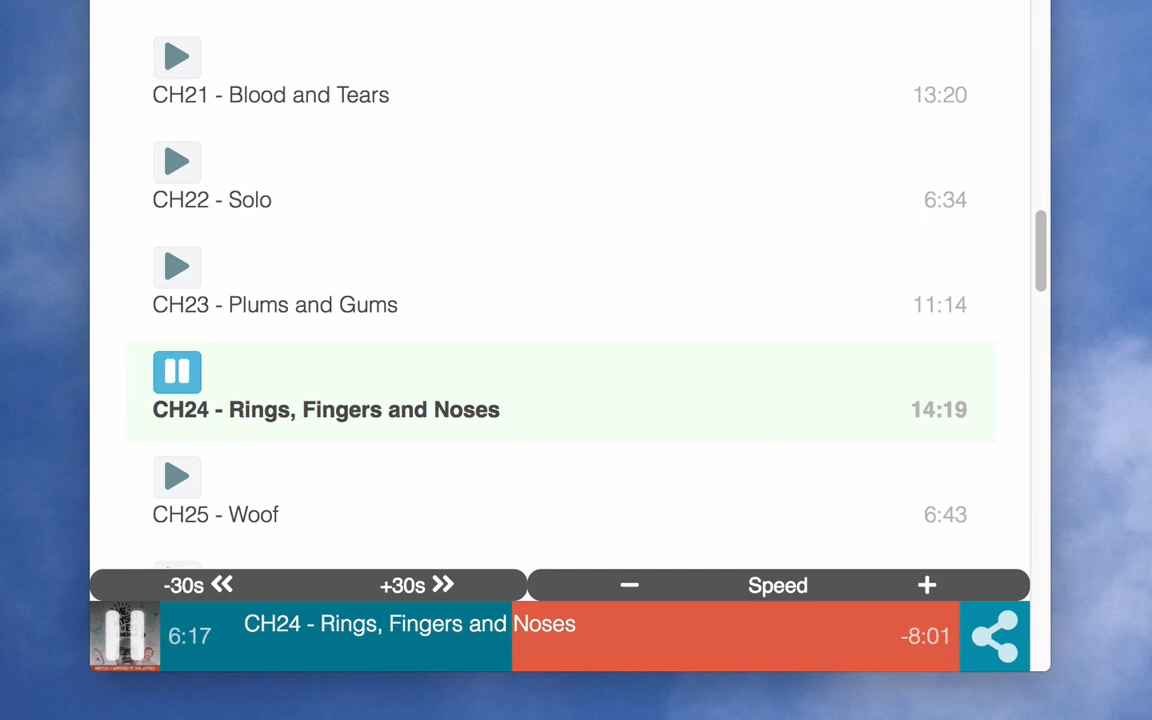 CH21 - Blood and Tears 13:20
CH22 - Solo 6:34
CH23 - Plums and Gums 11:14
CH24 - Rings, Fingers and Noses 14:19
CH25 - Woof 6:43
-30s +30s Speed
6:17 CH24 - Rings, Fingers and Noses -8:01